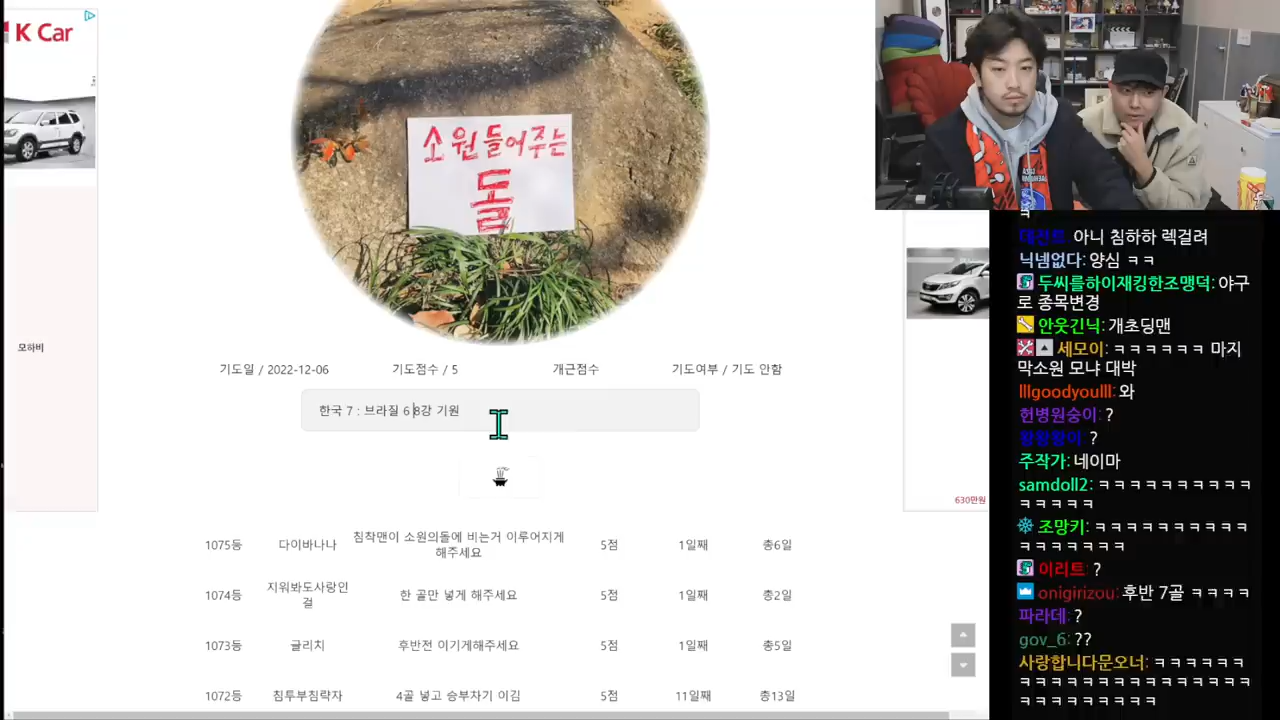 K Car
모하비
소원들어주는
돌
기도일 / 2022-12-06 기도점수 / 5 개근점수 기도여부 / 기도 안함
한국 7 : 브라질 6 8강 기원
1075등 다이바나나 침착맨이 소원의돌에 비는거 이루어지게
해주세요 5점 1일째 총6일
1074등 지워봐도사랑인
걸 한 골만 넣게 해주세요 5점 1일째 총2일
1073등 글리치 후반전 이기게해주세요 5점 1일째 총5일
1072등 침투부침략자 4골 넣고 승부차기 이김 5점 11일째 총13일
630만원
ㅋ
데전트: 아니 침하하 렉걸려
닉넴없다: 양심 ㅋㅋ
두씨를하이재킹한조맹덕: 야구
로 종목변경
안웃긴닉: 개초딩맨
세모이: ㅋㅋㅋㅋㅋㅋ 마지
막소원 모냐 대박
lllgoodyoulll: 와
헌병원숭이: ?
왕왕왕이: ?
주작가: 네이마
samdoll2: ㅋㅋㅋㅋㅋㅋㅋㅋㅋㅋ
ㅋㅋㅋㅋㅋ
조망키: ㅋㅋㅋㅋㅋㅋㅋㅋㅋㅋ
ㅋㅋㅋㅋㅋㅋㅋ
이리트: ?
onigirizou: 후반 7골 ㅋㅋㅋㅋ
파라데: ?
gov_6: ??
사랑합니다문오너: ㅋㅋㅋㅋㅋㅋ
ㅋㅋㅋㅋㅋㅋㅋㅋㅋㅋㅋㅋㅋㅋㅋ
ㅋㅋㅋㅋㅋㅋㅋㅋㅋ